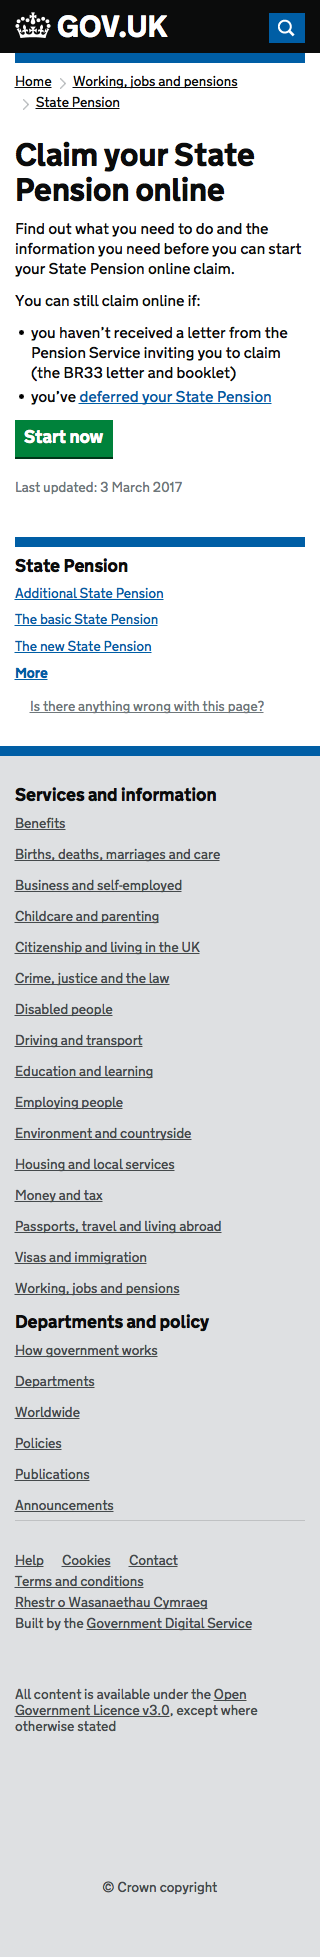 GOV.UK
Home > Working, jobs and pensions
> State Pension
Claim your State
Pension online
Find out what you need to do and the
information you need before you can start
your State Pension online claim.
You can still claim online if:
• you haven’t received a letter from the
Pension Service inviting you to claim
(the BR33 letter and booklet)
• you’ve deferred your State Pension
Start now
Last updated: 3 March 2017
State Pension
Additional State Pension
The basic State Pension
The new State Pension
More
Is there anything wrong with this page?
Services and information
Benefits
Births, deaths, marriages and care
Business and self-employed
Childcare and parenting
Citizenship and living in the UK
Crime, justice and the law
Disabled people
Driving and transport
Education and learning
Employing people
Environment and countryside
Housing and local services
Money and tax
Passports, travel and living abroad
Visas and immigration
Working, jobs and pensions
Departments and policy
How government works
Departments
Worldwide
Policies
Publications
Announcements
Help Cookies Contact
Terms and conditions
Rhestr o Wasanaethau Cymraeg
Built by the Government Digital Service
All content is available under the Open
Government Licence v3.0, except where
otherwise stated
© Crown copyright